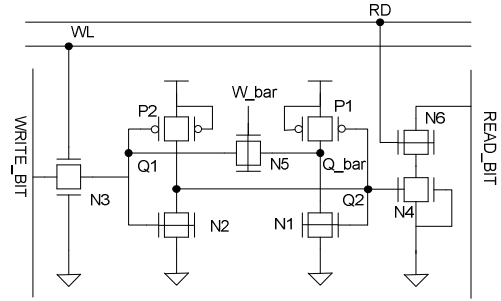 RD
WL
W_bar
P2
P1
N6
WRITE_BIT
READ_BIT
Q1
N5
Q_bar
Q2
N3
N4
N2
N1